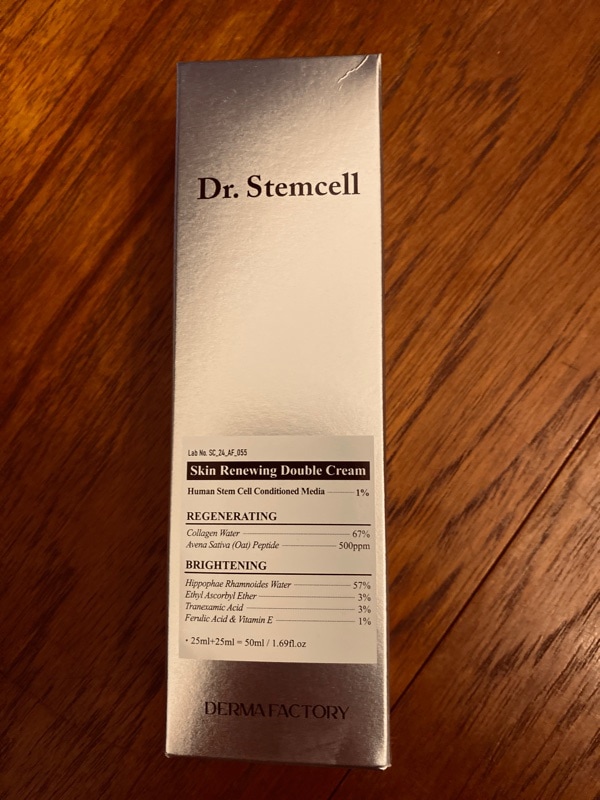 Dr. Stemcell
Lab No. SC_24_AF_055
Skin Renewing Double Cream
Human Stem Cell Conditioned Media 1%
REGENERATING
Collagen Water 67%
Avena Sativa (Oat) Peptide 500ppm
BRIGHTENING
Hippophae Rhamnoides Water 57%
Ethyl Ascorbyl Ether 3%
Tranexamic Acid 3%
Ferulic Acid & Vitamin E 1%
• 25ml+25ml = 50ml / 1.69fl.oz
DERMA FACTORY